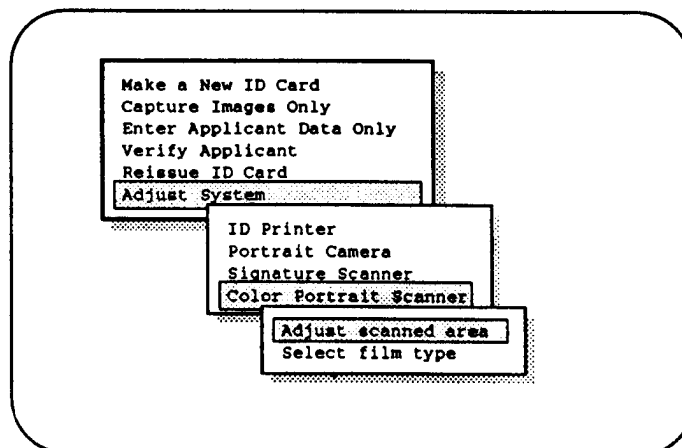 Make a New ID Card
Capture Images Only
Enter Applicant Data Only
Verify Applicant
Reissue ID Card
Adjust System
ID Printer
Portrait Camera
Signature Scanner
Color Portrait Scanner
Adjust scanned area
Select film type